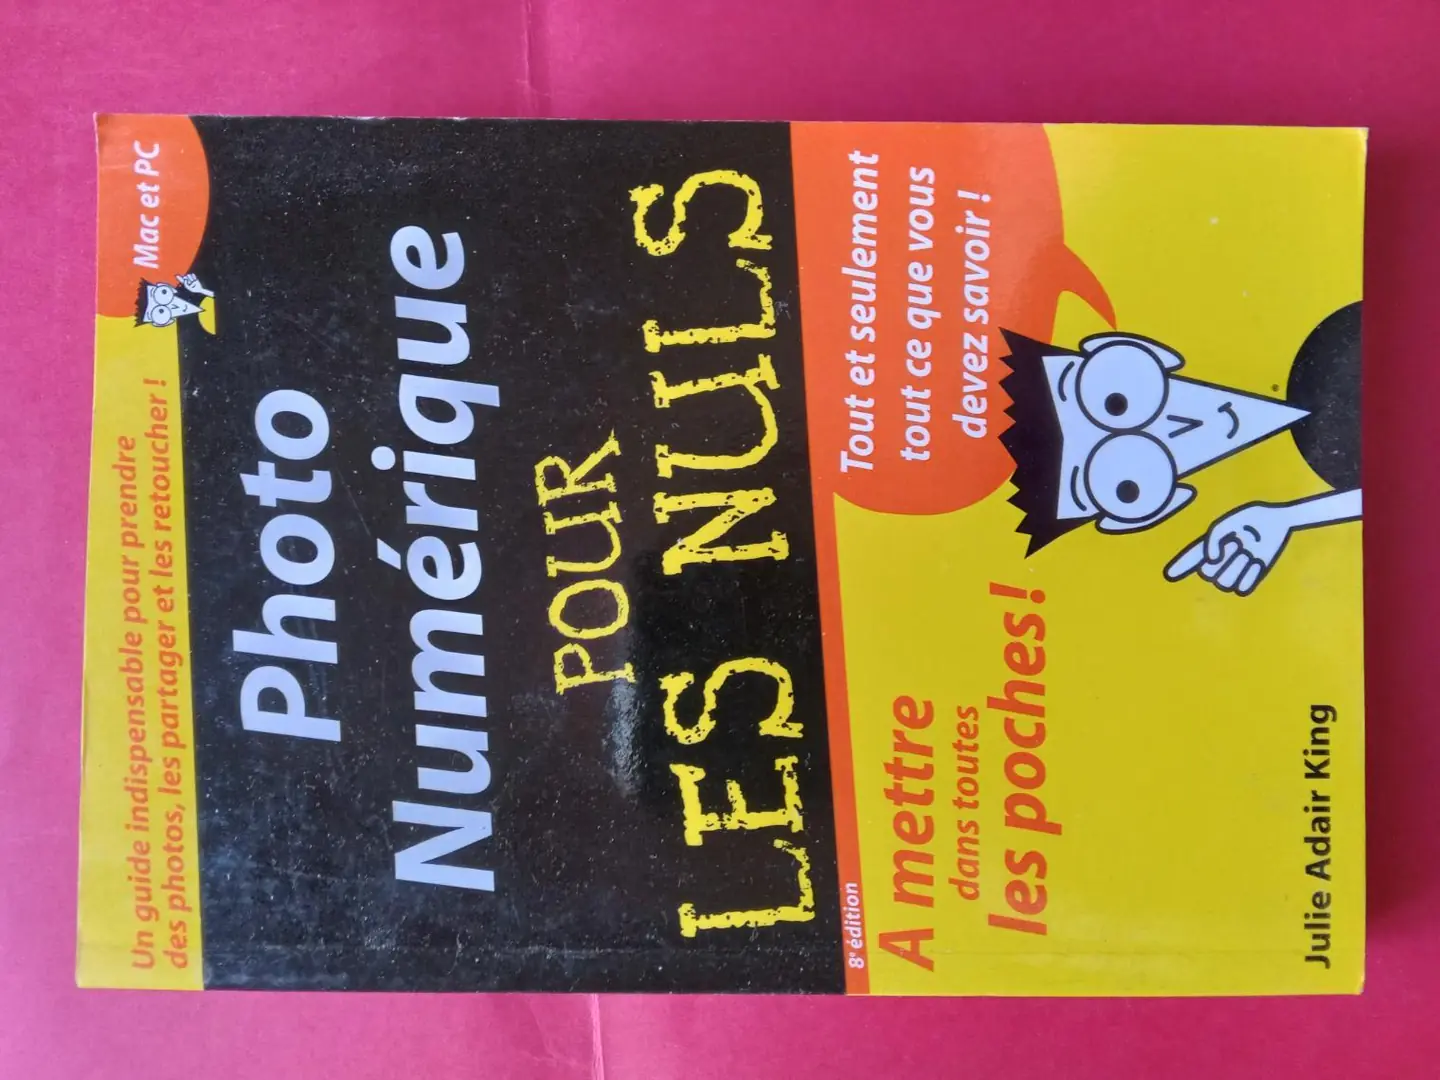 Un guide indispensable pour prendre
des photos, les partager et les retoucher !
Mac et PC
Photo
Numérique
POUR
LES NULS
8e édition
Tout et seulement
tout ce que vous
devez savoir !
A mettre
dans toutes
les poches !
Julie Adair King